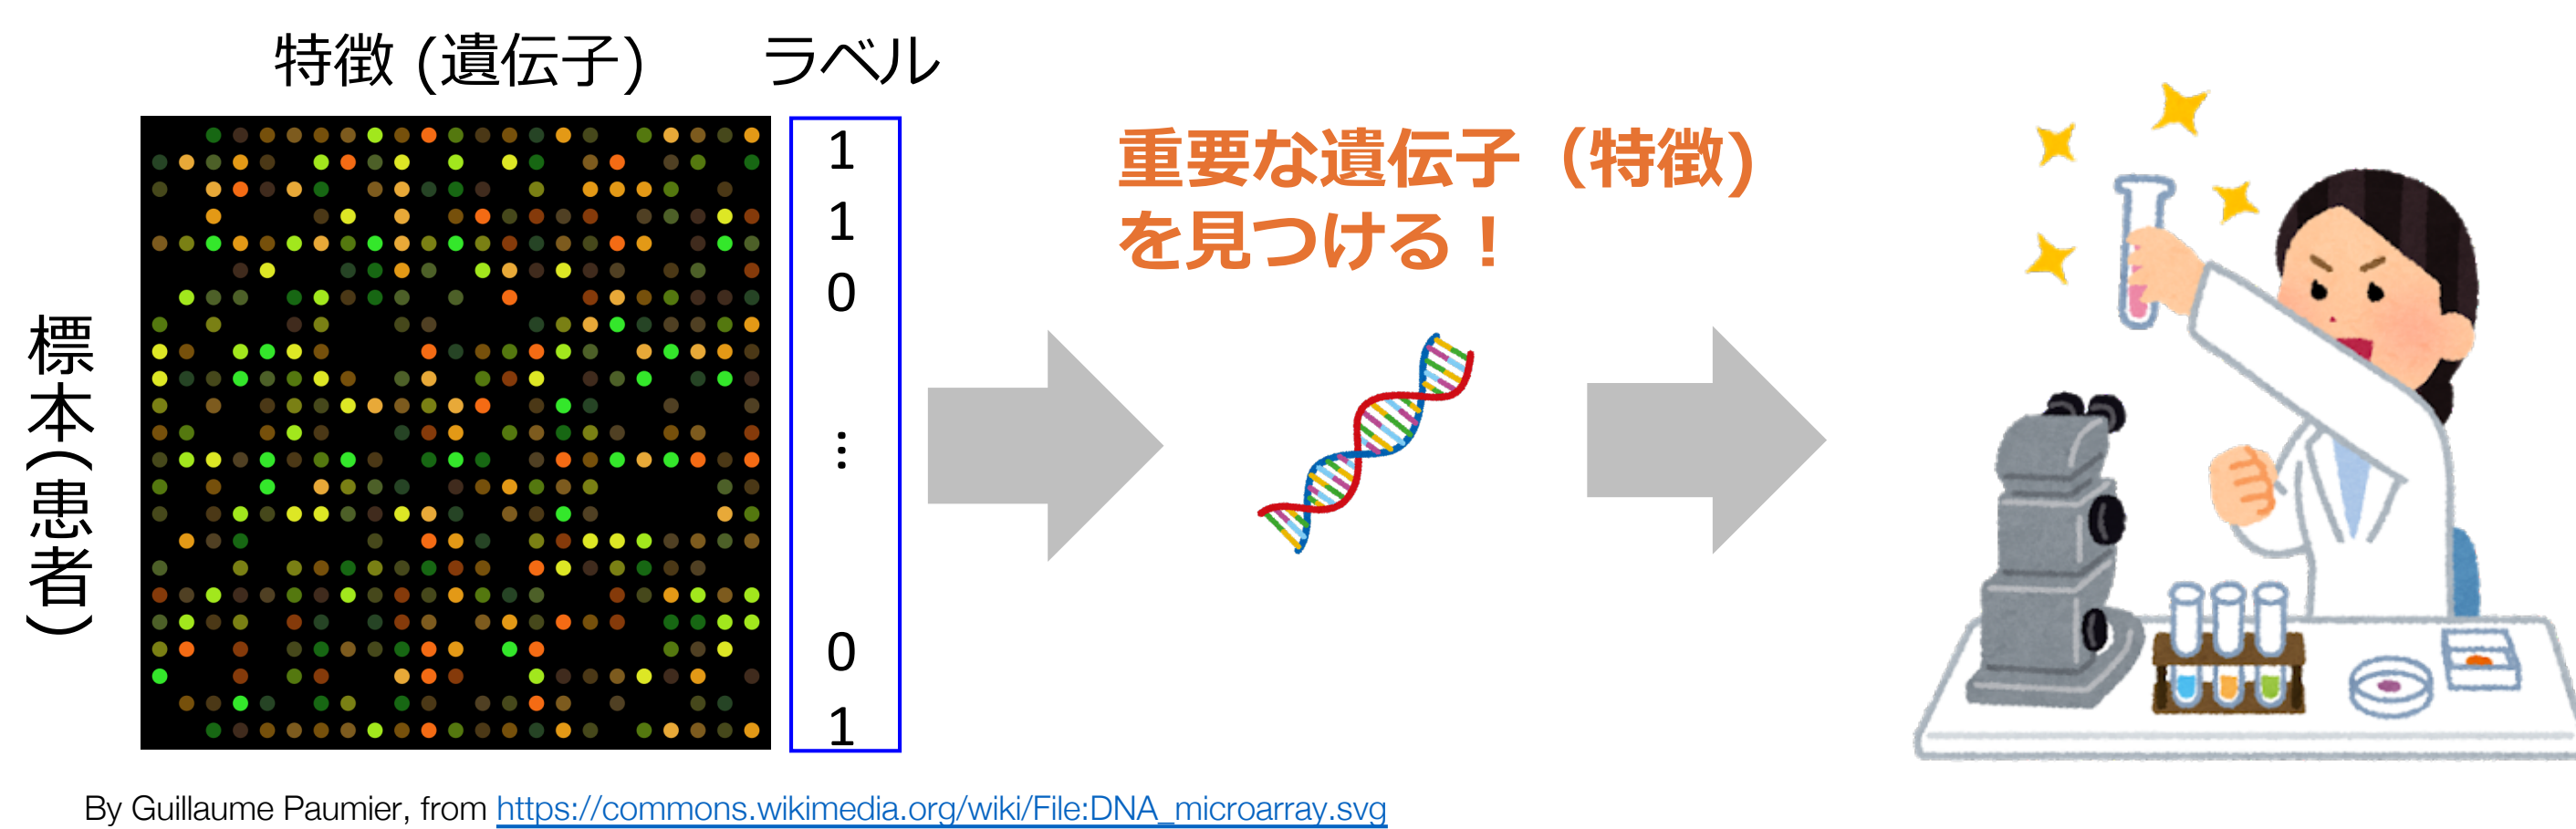 特徴 (遺伝子)
ラベル
標本(患者)
1
1
0
⋮
0
1
重要な遺伝子（特徴)
を見つける！
By Guillaume Paumier, from https://commons.wikimedia.org/wiki/File:DNA_microarray.svg